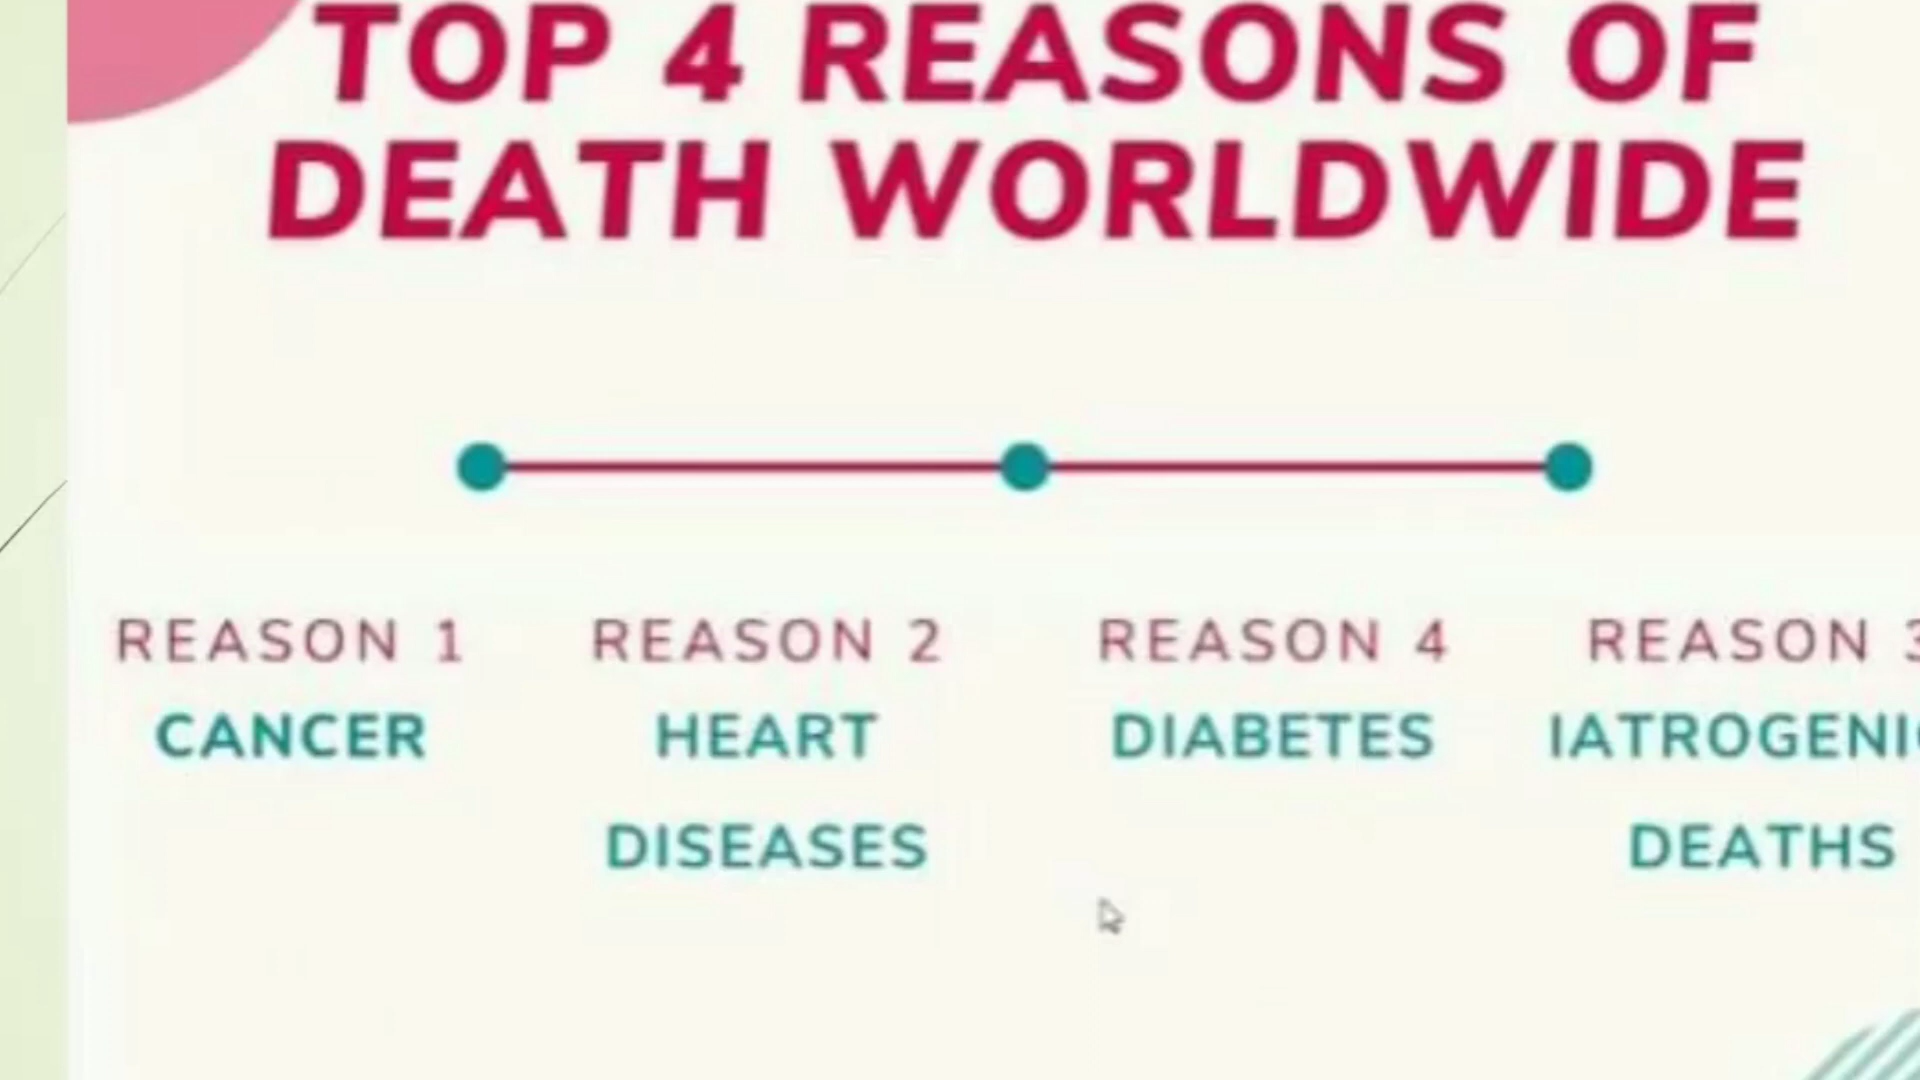 TOP 4 REASONS OF
DEATH WORLDWIDE
REASON 1
CANCER
REASON 2
HEART
DISEASES
REASON 4
DIABETES
REASON 3
IATROGENIC
DEATHS